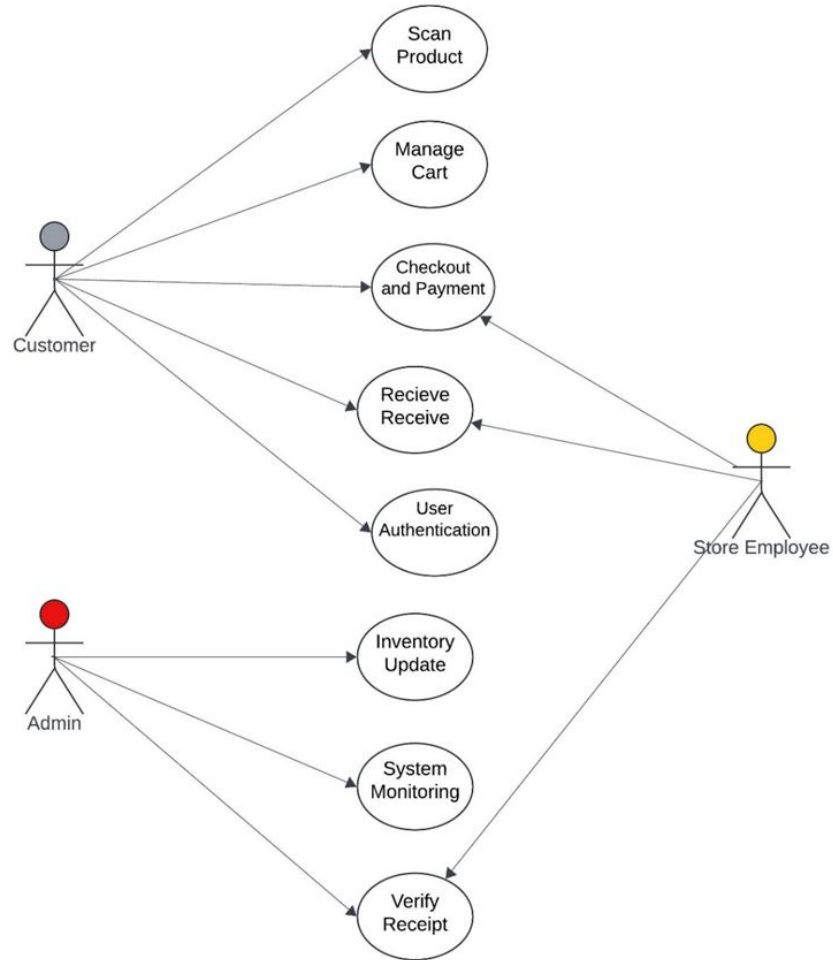 Scan
Product
Manage
Cart
Checkout
and Payment
Customer
Recieve
Receive
User
Authentication
Store Employee
Inventory
Update
Admin
System
Monitoring
Verify
Receipt